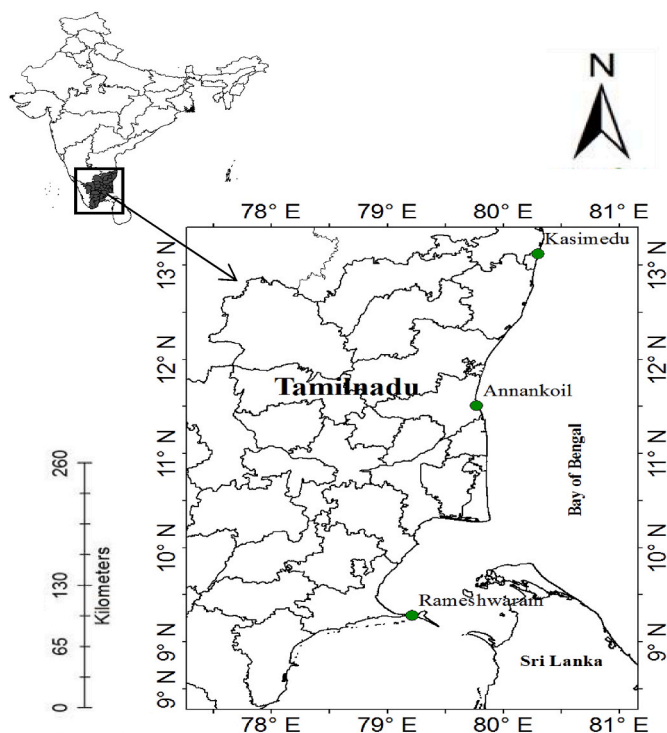 N
78° E 79° E 80° E 81° E
Kasimedu
13° N
13° N
12° N
12° N
Tamilnadu
Annankoil
11° N
11° N
Bay of Bengal
10° N
10° N
Rameshwaram
9° N
9° N
Sri Lanka
9° N
9° N
78° E 79° E 80° E 81° E
260
130
65
0
Kilometers